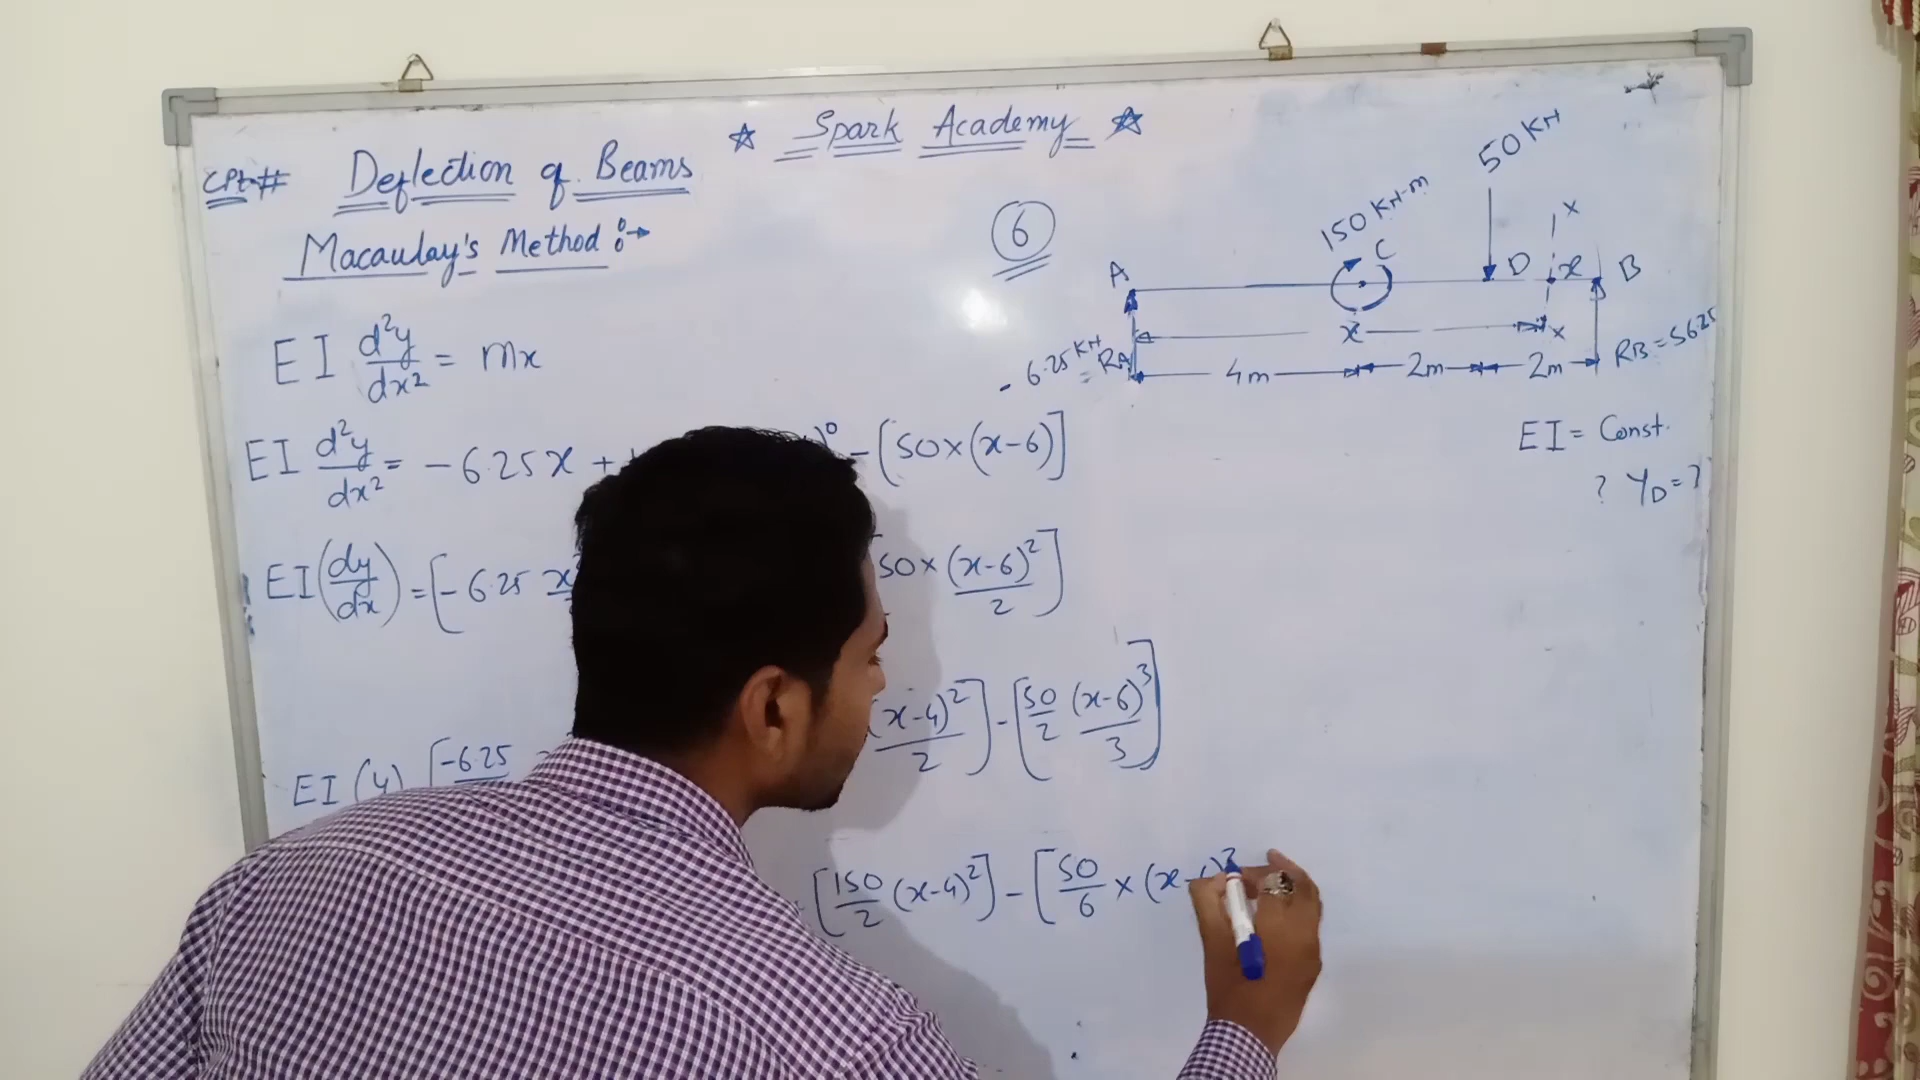 ☆ Spark Academy ☆
Deflection of Beams
Macaulay's Method :→
6
EI d²y/dx² = mx
EI d²y/dx² = -6.25x + )⁰ - [50×(x-6)]
EI(dy/dx) = [-6.25 x² 50×(x-6)²/2]
EI (y) [-6.25 (x-4)²/2] - [50/2 (x-6)³/3]
[150/2 (x-4)²] - [50/6 × (x-
50 KN
150 KN-m
x
A C D x B
x x
- 6.25 KN = RA
RB = 56.25
4m 2m 2m
EI = Const.
? YD = ?